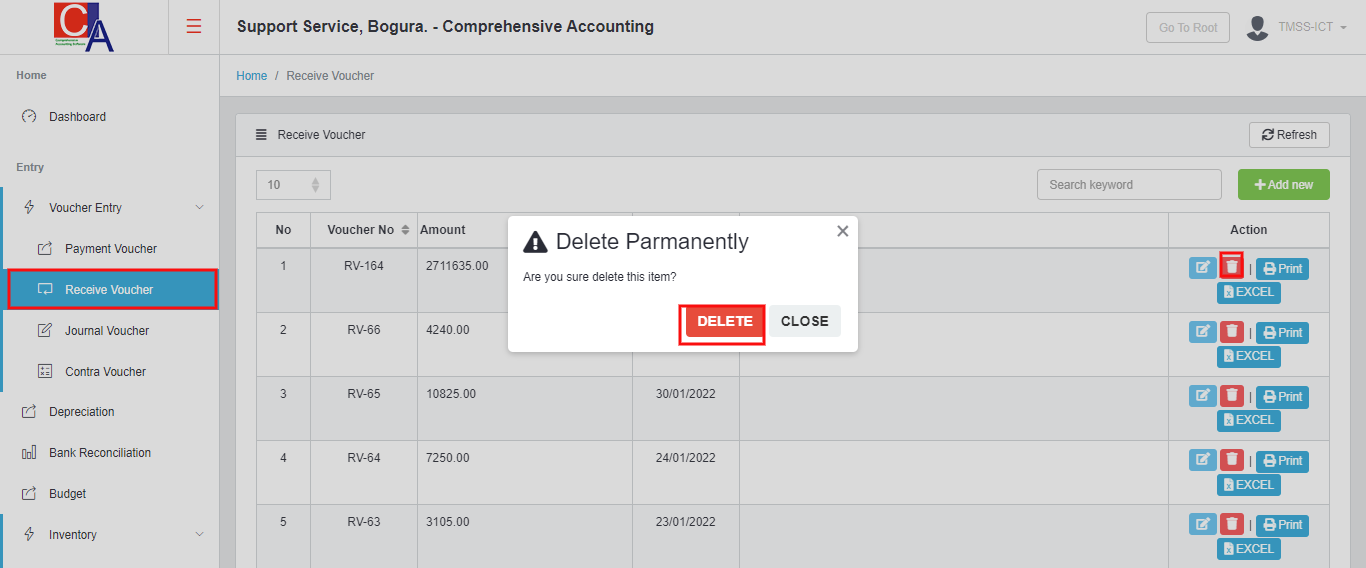 CA
Comprehensive
Accounting Software
Support Service, Bogura. - Comprehensive Accounting
Go To Root
TMSS-ICT
Home
Home / Receive Voucher
Dashboard
Receive Voucher
Refresh
Entry
10
Search keyword
Add new
Voucher Entry
Payment Voucher
Receive Voucher
Journal Voucher
Contra Voucher
Depreciation
Bank Reconciliation
Budget
Inventory
No Voucher No Amount Action
1 RV-164 2711635.00 | Print
EXCEL
2 RV-66 4240.00 | Print
EXCEL
3 RV-65 10825.00 30/01/2022 | Print
EXCEL
4 RV-64 7250.00 24/01/2022 | Print
EXCEL
5 RV-63 3105.00 23/01/2022 | Print
EXCEL
Delete Parmanently
Are you sure delete this item?
DELETE CLOSE